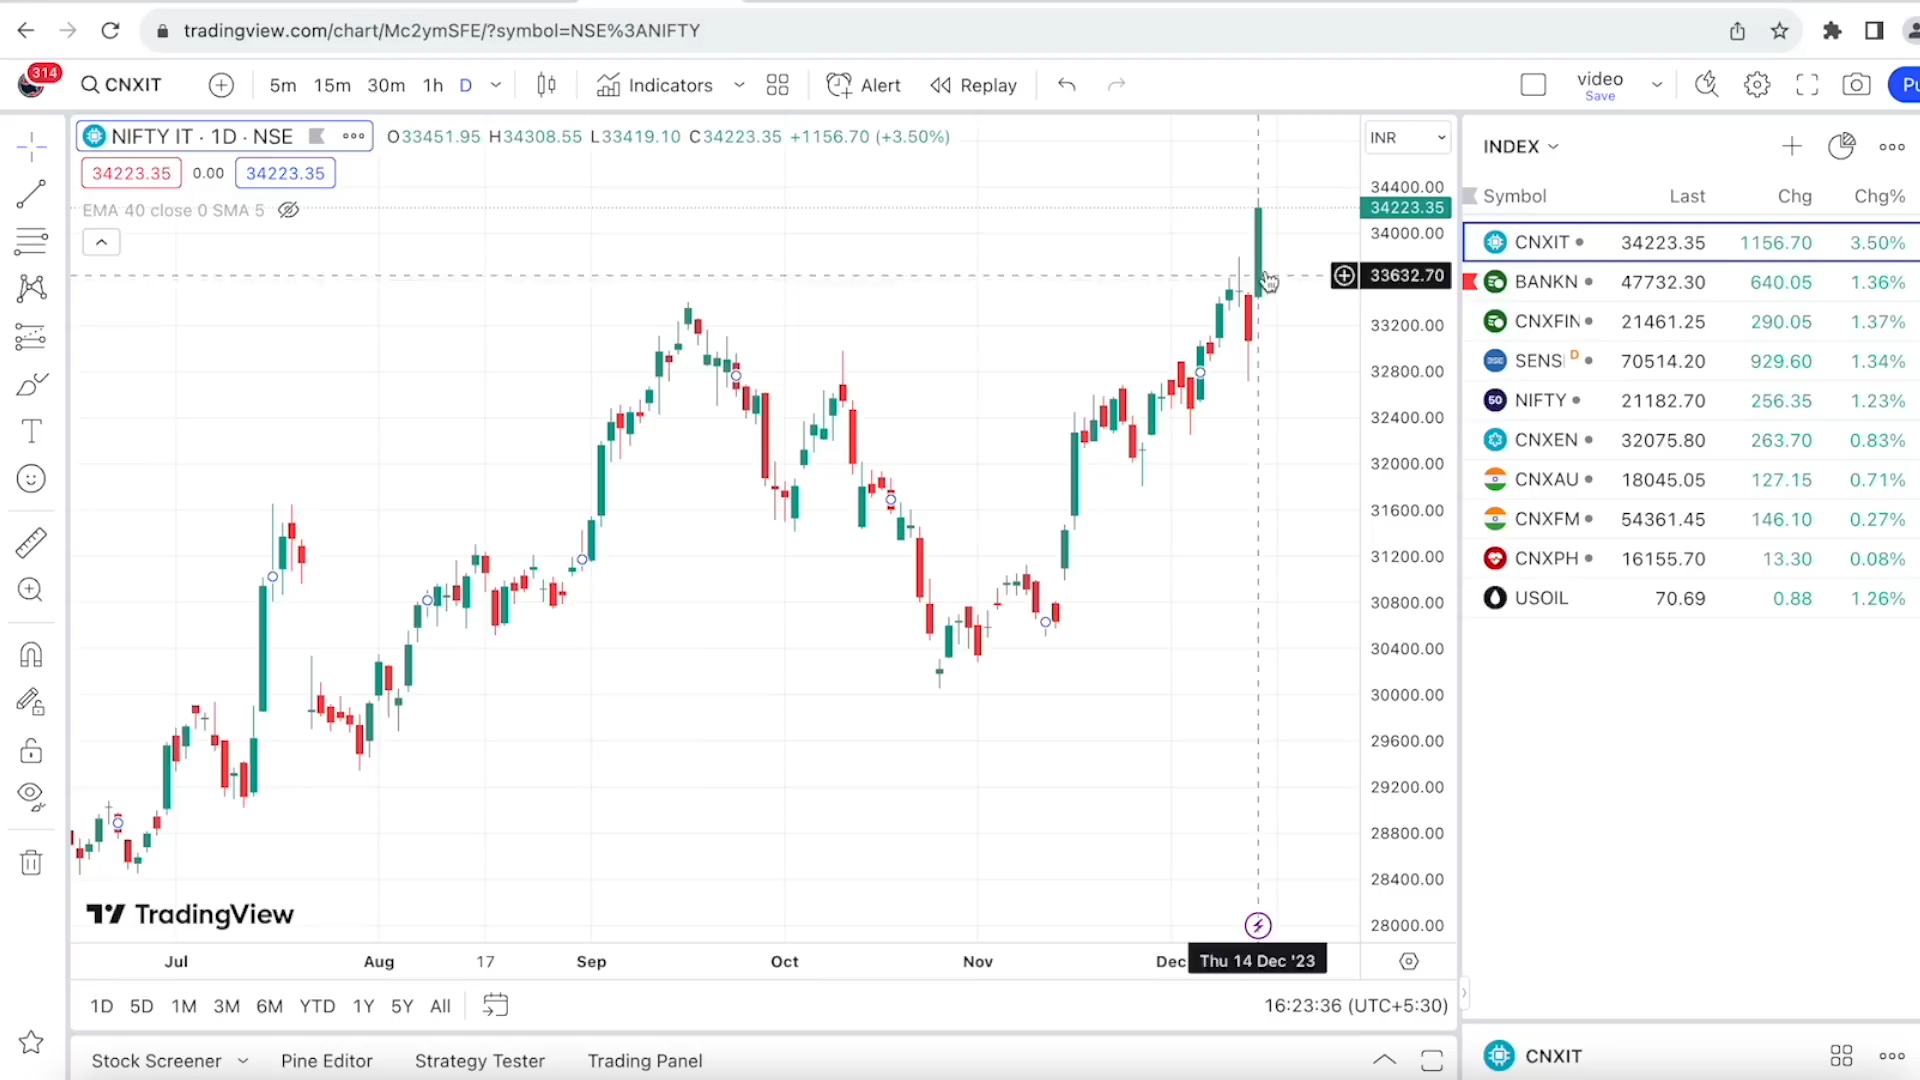 tradingview.com/chart/Mc2ymSFE/?symbol=NSE%3ANIFTY
314
CNXIT
5m 15m 30m 1h D
Indicators
Alert
Replay
video
Save
NIFTY IT · 1D · NSE
O33451.95 H34308.55 L33419.10 C34223.35 +1156.70 (+3.50%)
34223.35 0.00 34223.35
EMA 40 close 0 SMA 5
INR
34400.00
34223.35
34000.00
33632.70
33200.00
32800.00
32400.00
32000.00
31600.00
31200.00
30800.00
30400.00
30000.00
29600.00
29200.00
28800.00
28400.00
28000.00
TradingView
Jul Aug 17 Sep Oct Nov Dec Thu 14 Dec '23
1D 5D 1M 3M 6M YTD 1Y 5Y All
16:23:36 (UTC+5:30)
Stock Screener Pine Editor Strategy Tester Trading Panel
INDEX
Symbol Last Chg Chg%
CNXIT 34223.35 1156.70 3.50%
BANKN 47732.30 640.05 1.36%
CNXFIN 21461.25 290.05 1.37%
SENS D 70514.20 929.60 1.34%
50 NIFTY 21182.70 256.35 1.23%
CNXEN 32075.80 263.70 0.83%
CNXAU 18045.05 127.15 0.71%
CNXFM 54361.45 146.10 0.27%
CNXPH 16155.70 13.30 0.08%
USOIL 70.69 0.88 1.26%
CNXIT